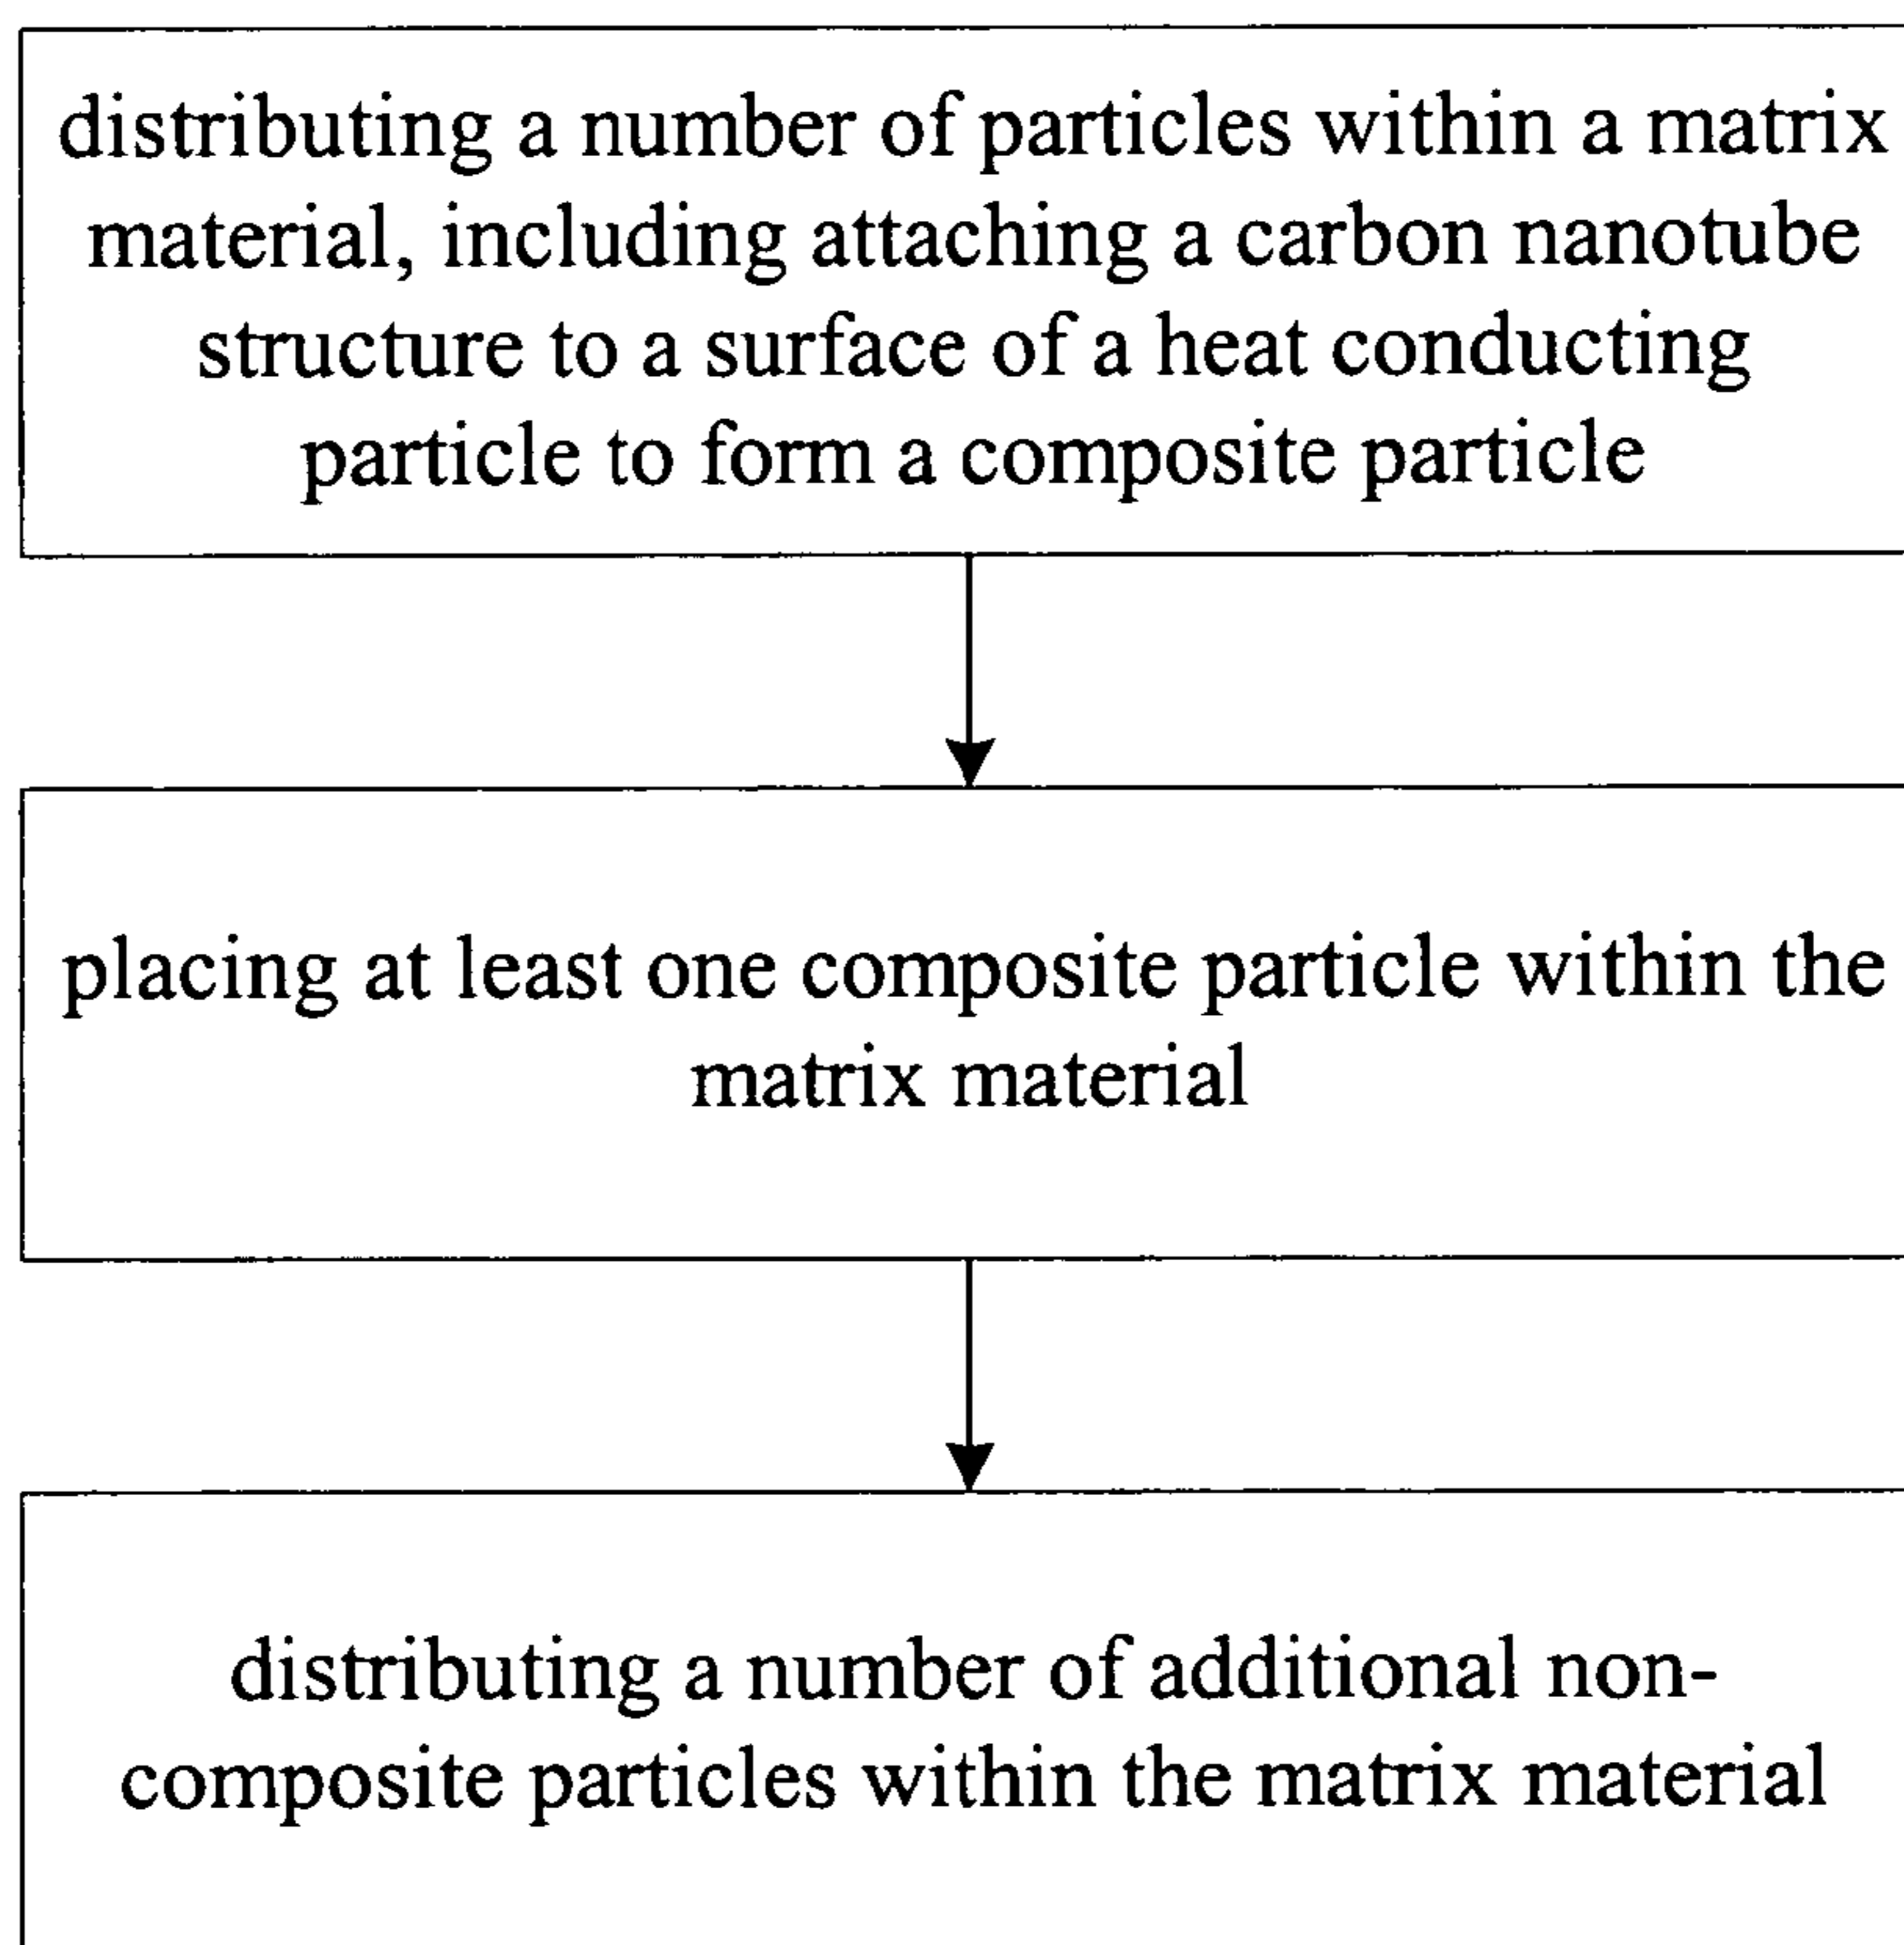 distributing a number of particles within a matrix
material, including attaching a carbon nanotube
structure to a surface of a heat conducting
particle to form a composite particle
placing at least one composite particle within the
matrix material
distributing a number of additional non-
composite particles within the matrix material